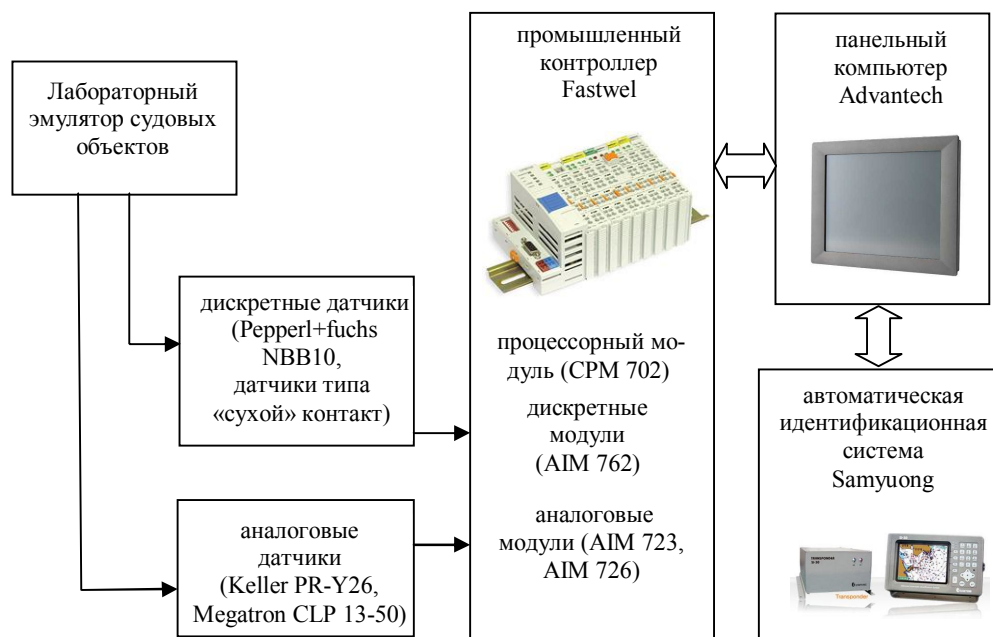 Лабораторный
эмулятор судовых
объектов
дискретные датчики
(Pepperl+fuchs
NBB10,
датчики типа
«сухой» контакт)
аналоговые
датчики
(Keller PR-Y26,
Megatron CLP 13-50)
промышленный
контроллер
Fastwel
процессорный мо-
дуль (CPM 702)
дискретные
модули
(AIM 762)
аналоговые
модули (AIM 723,
AIM 726)
панельный
компьютер
Advantech
автоматическая
идентификационная
система
Samyuong
Transponder